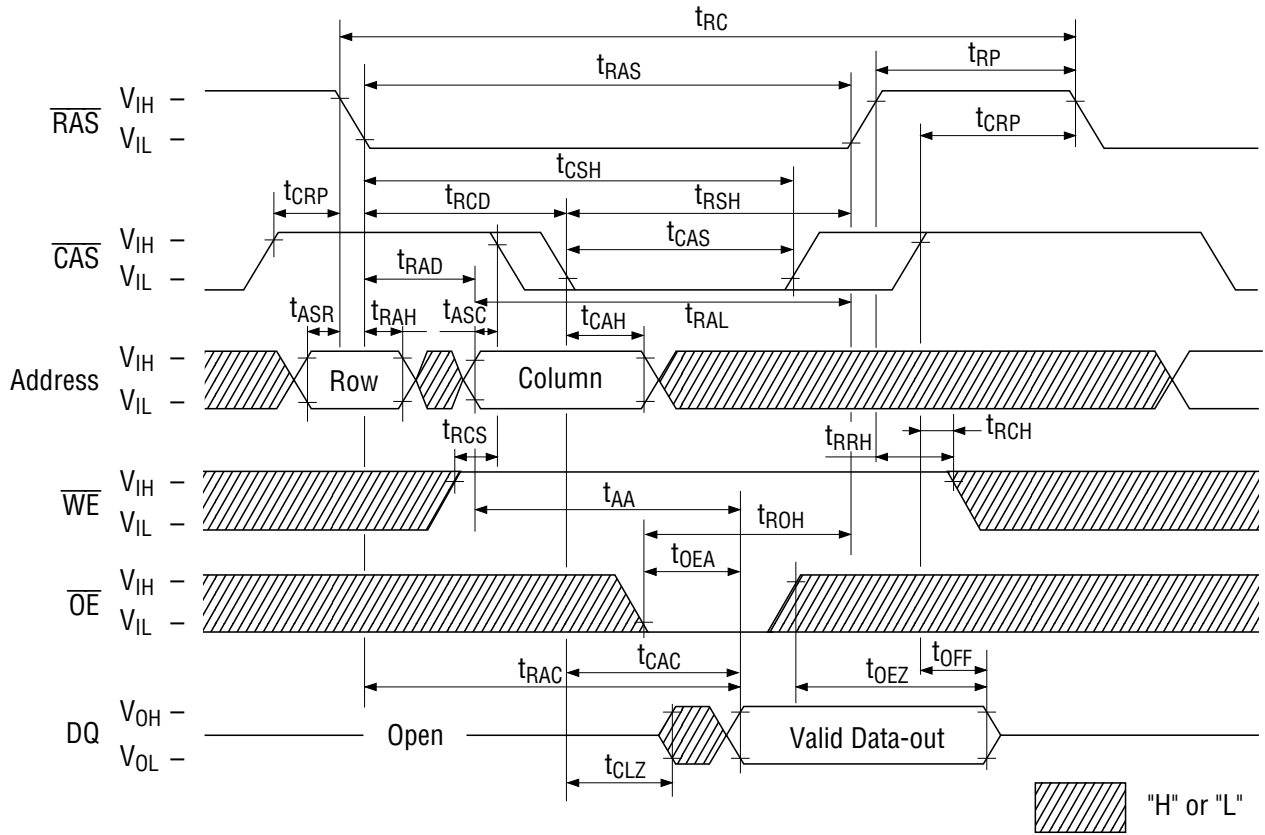 tRC
tRAS
tRP
RAS
VIH
VIL
tCRP
tCSH
tCRP
tRCD
tRSH
CAS
VIH
VIL
tCAS
tRAD
tASR
tRAH
tASC
tCAH
tRAL
Address
VIH
VIL
Row
Column
tRCS
tRRH
tRCH
WE
VIH
VIL
tAA
tROH
tOEA
OE
VIH
VIL
tCAC
tRAC
tOEZ
tOFF
DQ
VOH
VOL
Open
Valid Data-out
tCLZ
"H" or "L"